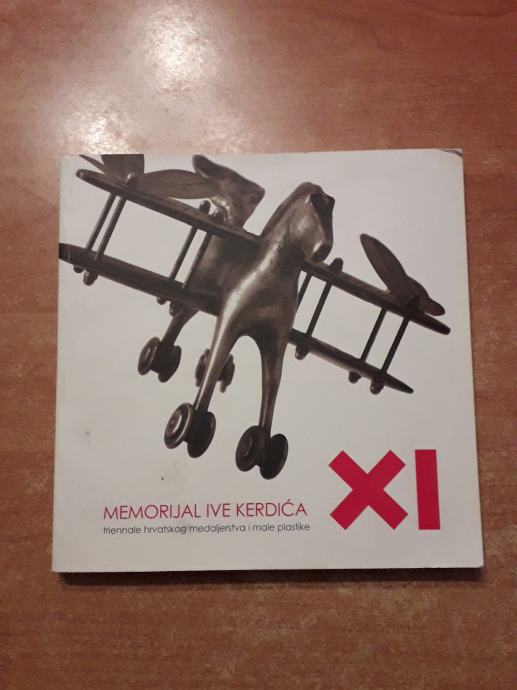 MEMORIJAL IVE KERDIĆA
triennale hrvatskog medaljerstva i male plastike
XI